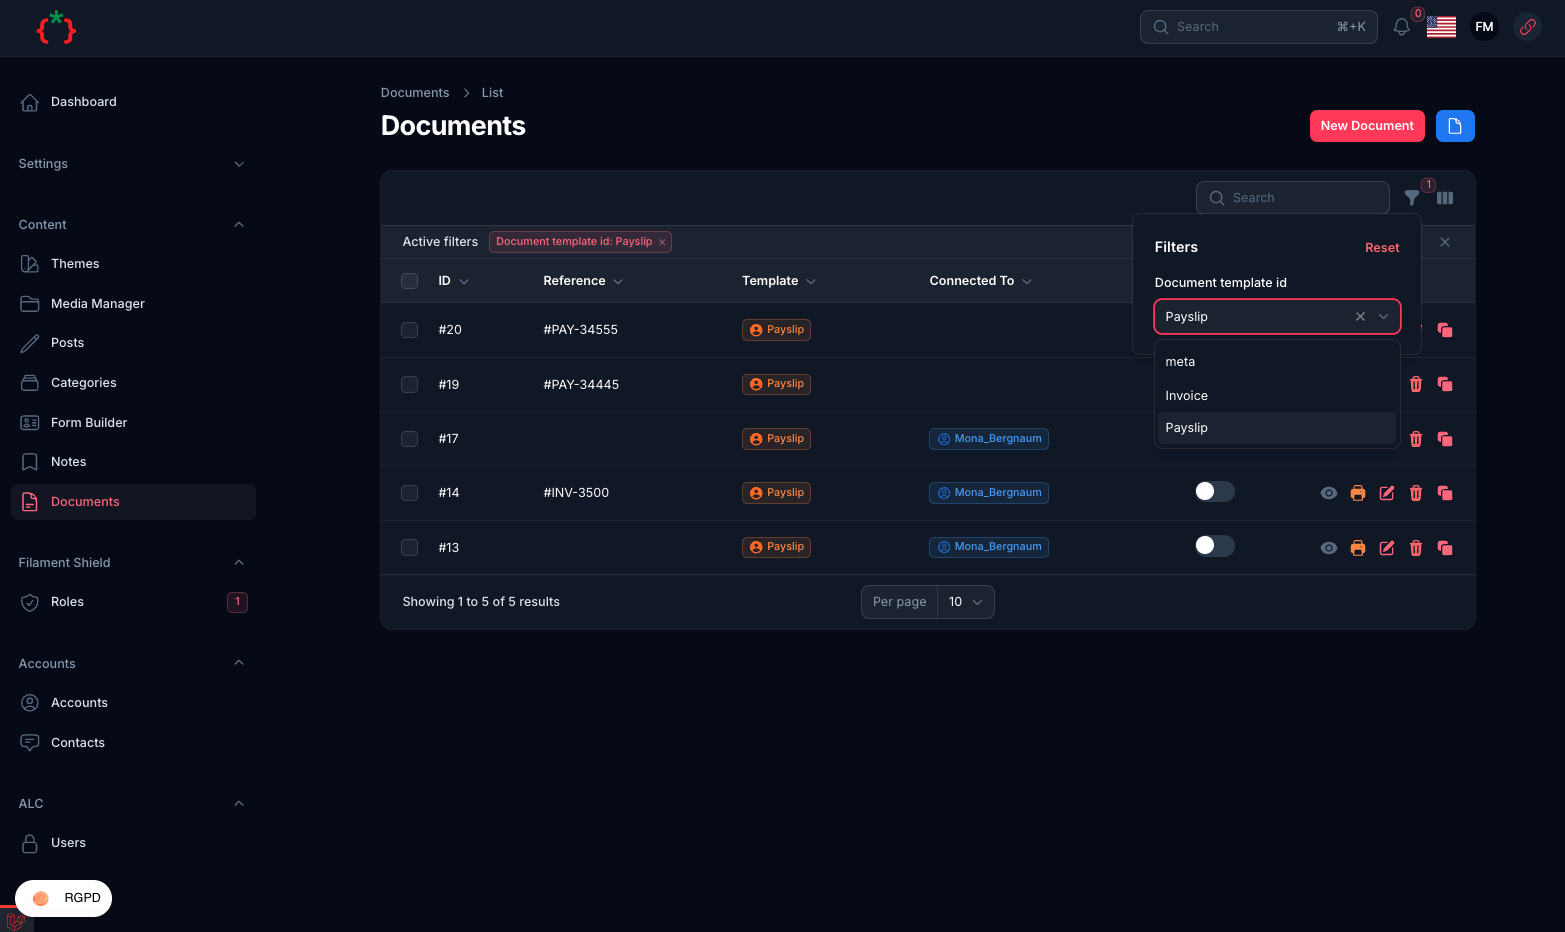 Search ⌘+K
0
FM
Dashboard
Settings
Content
Themes
Media Manager
Posts
Categories
Form Builder
Notes
Documents
Filament Shield
Roles 1
Accounts
Accounts
Contacts
ALC
Users
RGPD
Documents > List
Documents
New Document
Search
1
Active filters Document template id: Payslip ×
ID Reference Template Connected To
#20 #PAY-34555 Payslip
#19 #PAY-34445 Payslip
#17 Payslip Mona_Bergnaum
#14 #INV-3500 Payslip Mona_Bergnaum
#13 Payslip Mona_Bergnaum
Showing 1 to 5 of 5 results
Per page 10
Filters Reset
Document template id
Payslip
meta
Invoice
Payslip